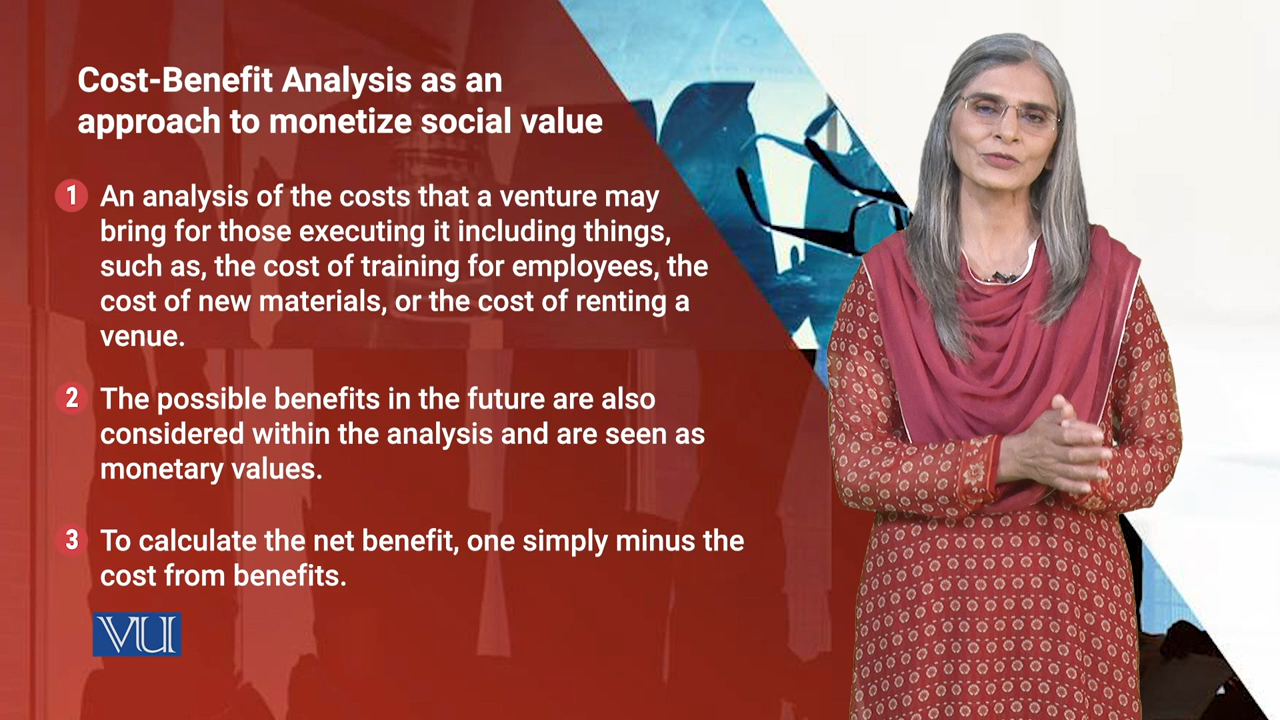 Cost-Benefit Analysis as an
approach to monetize social value
1 An analysis of the costs that a venture may
bring for those executing it including things,
such as, the cost of training for employees, the
cost of new materials, or the cost of renting a
venue.
2 The possible benefits in the future are also
considered within the analysis and are seen as
monetary values.
3 To calculate the net benefit, one simply minus the
cost from benefits.
VU